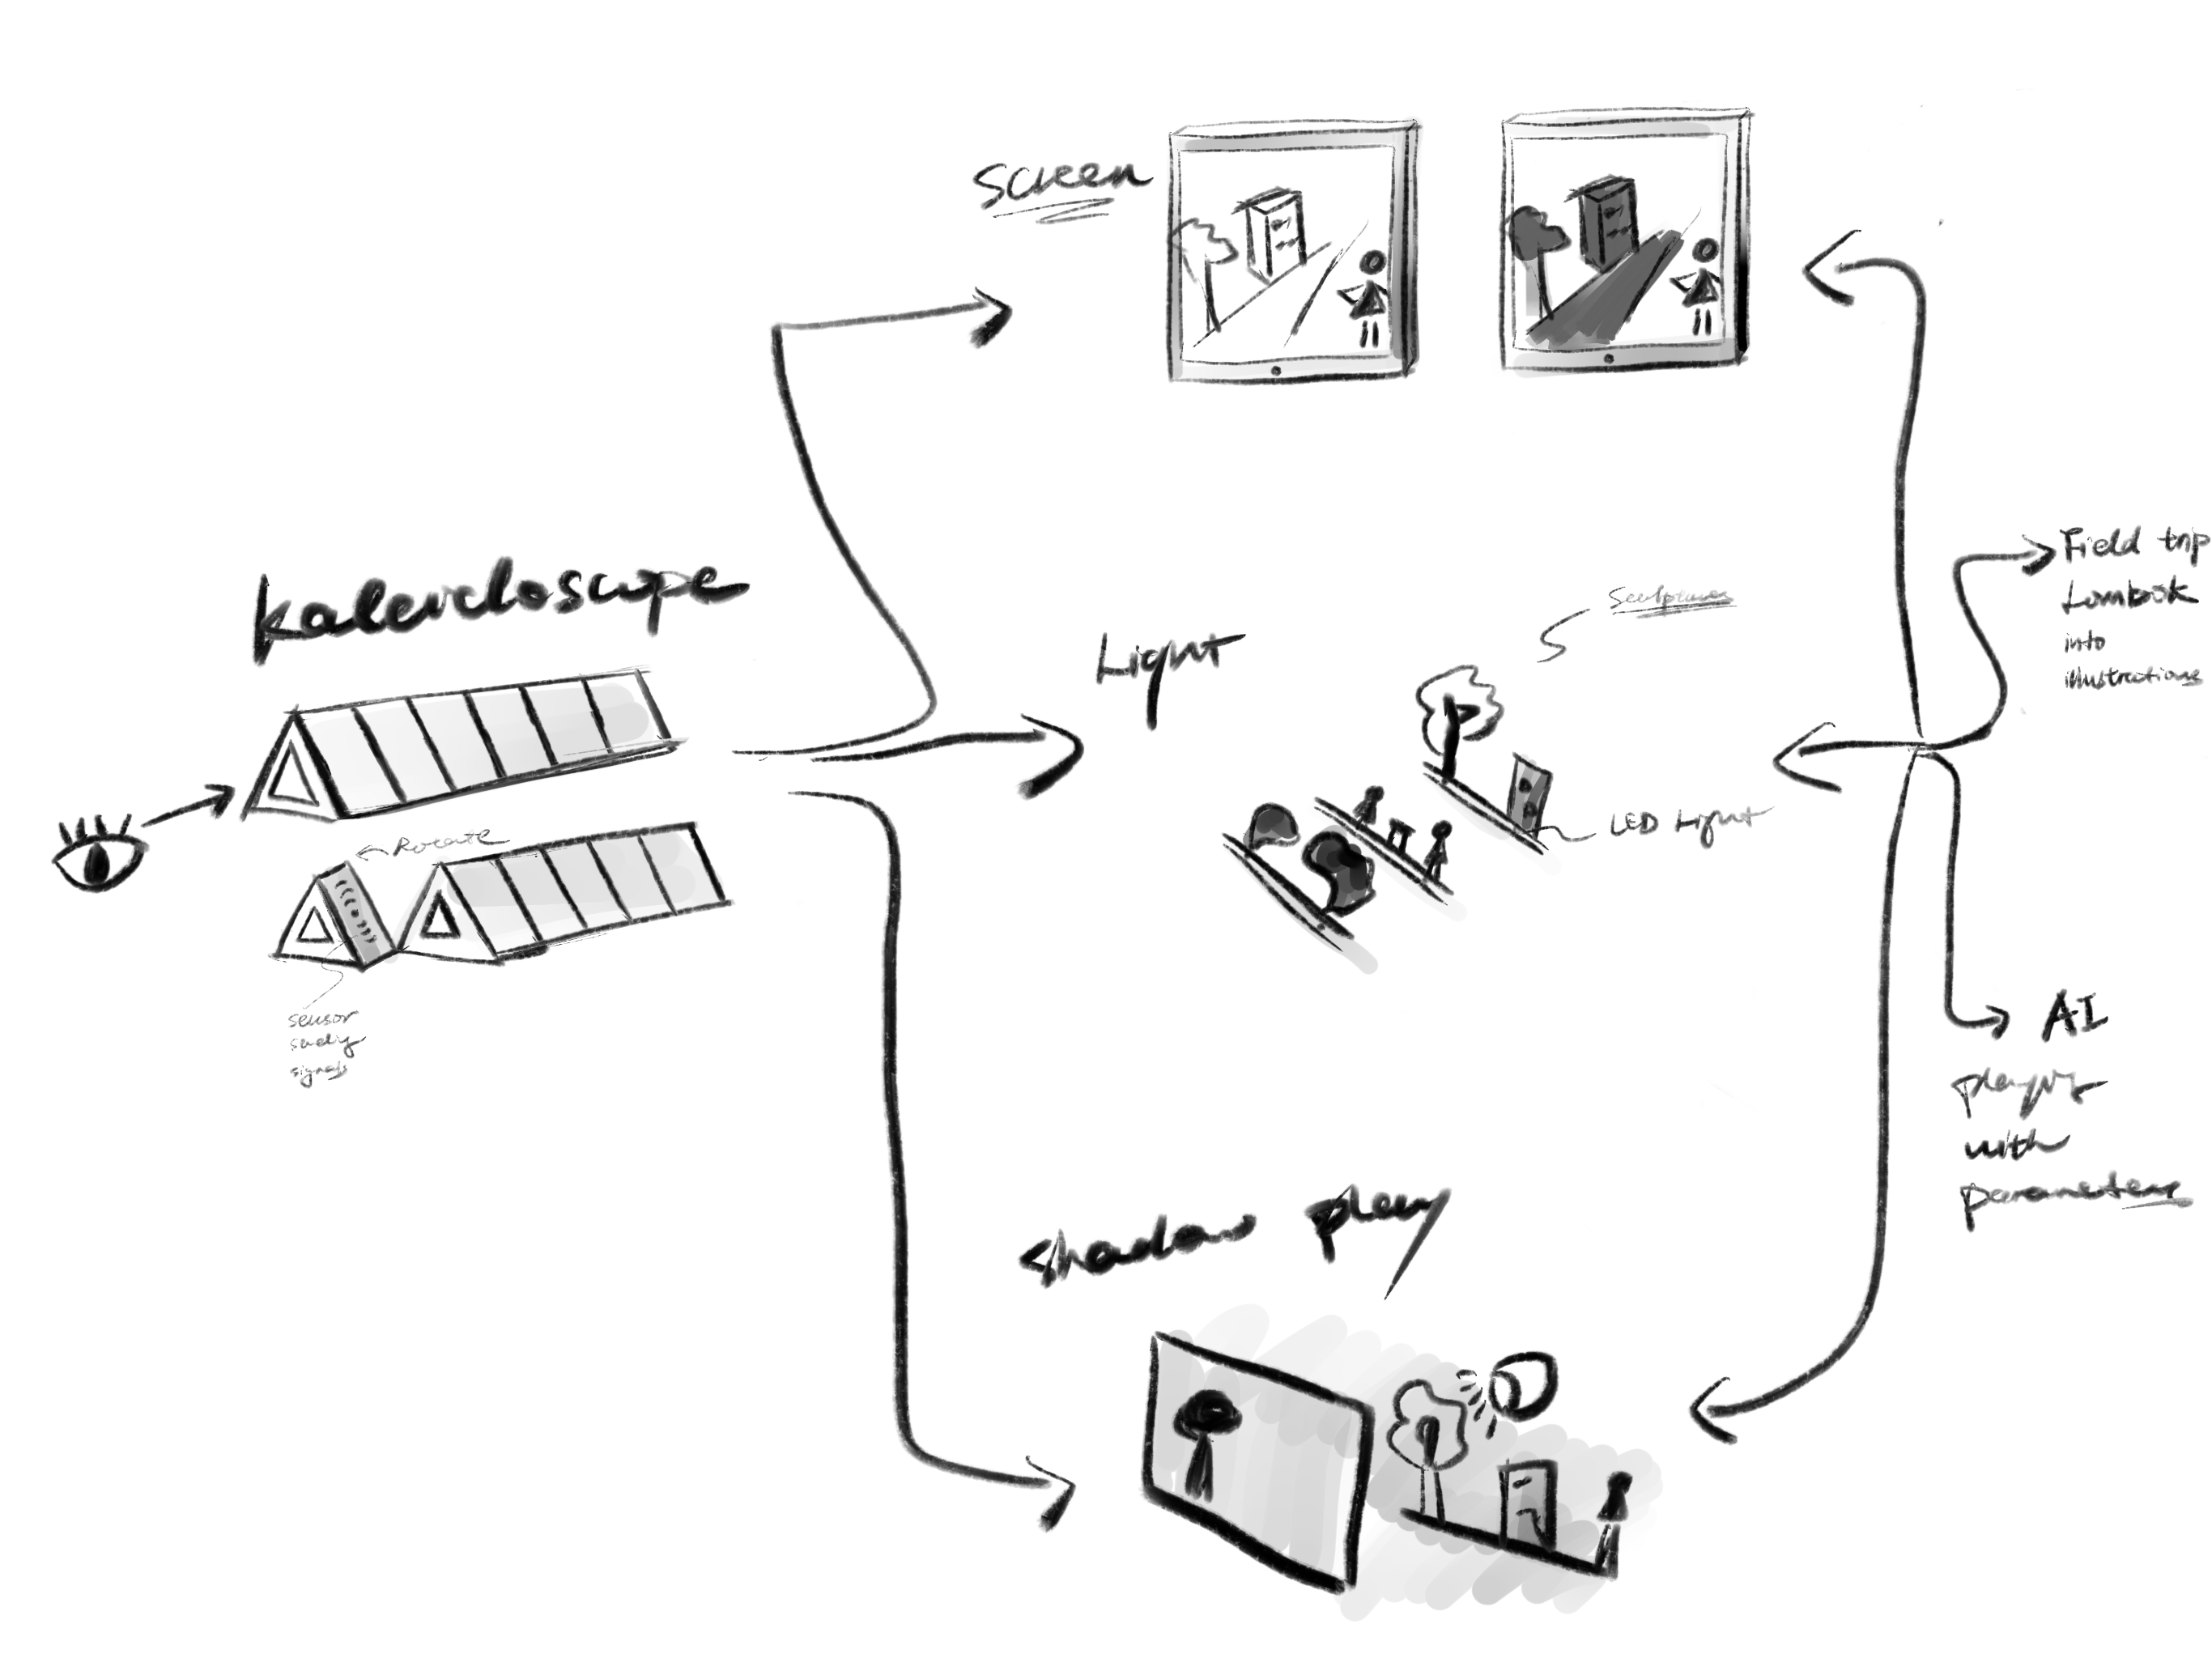 Screen
Kaleidoscope
Rotate
sensor
sending
signals
Light
Sculptures
LED Light
Field trip
Lombok
into
illustrations
AI
playing
with
parameters
shadow play